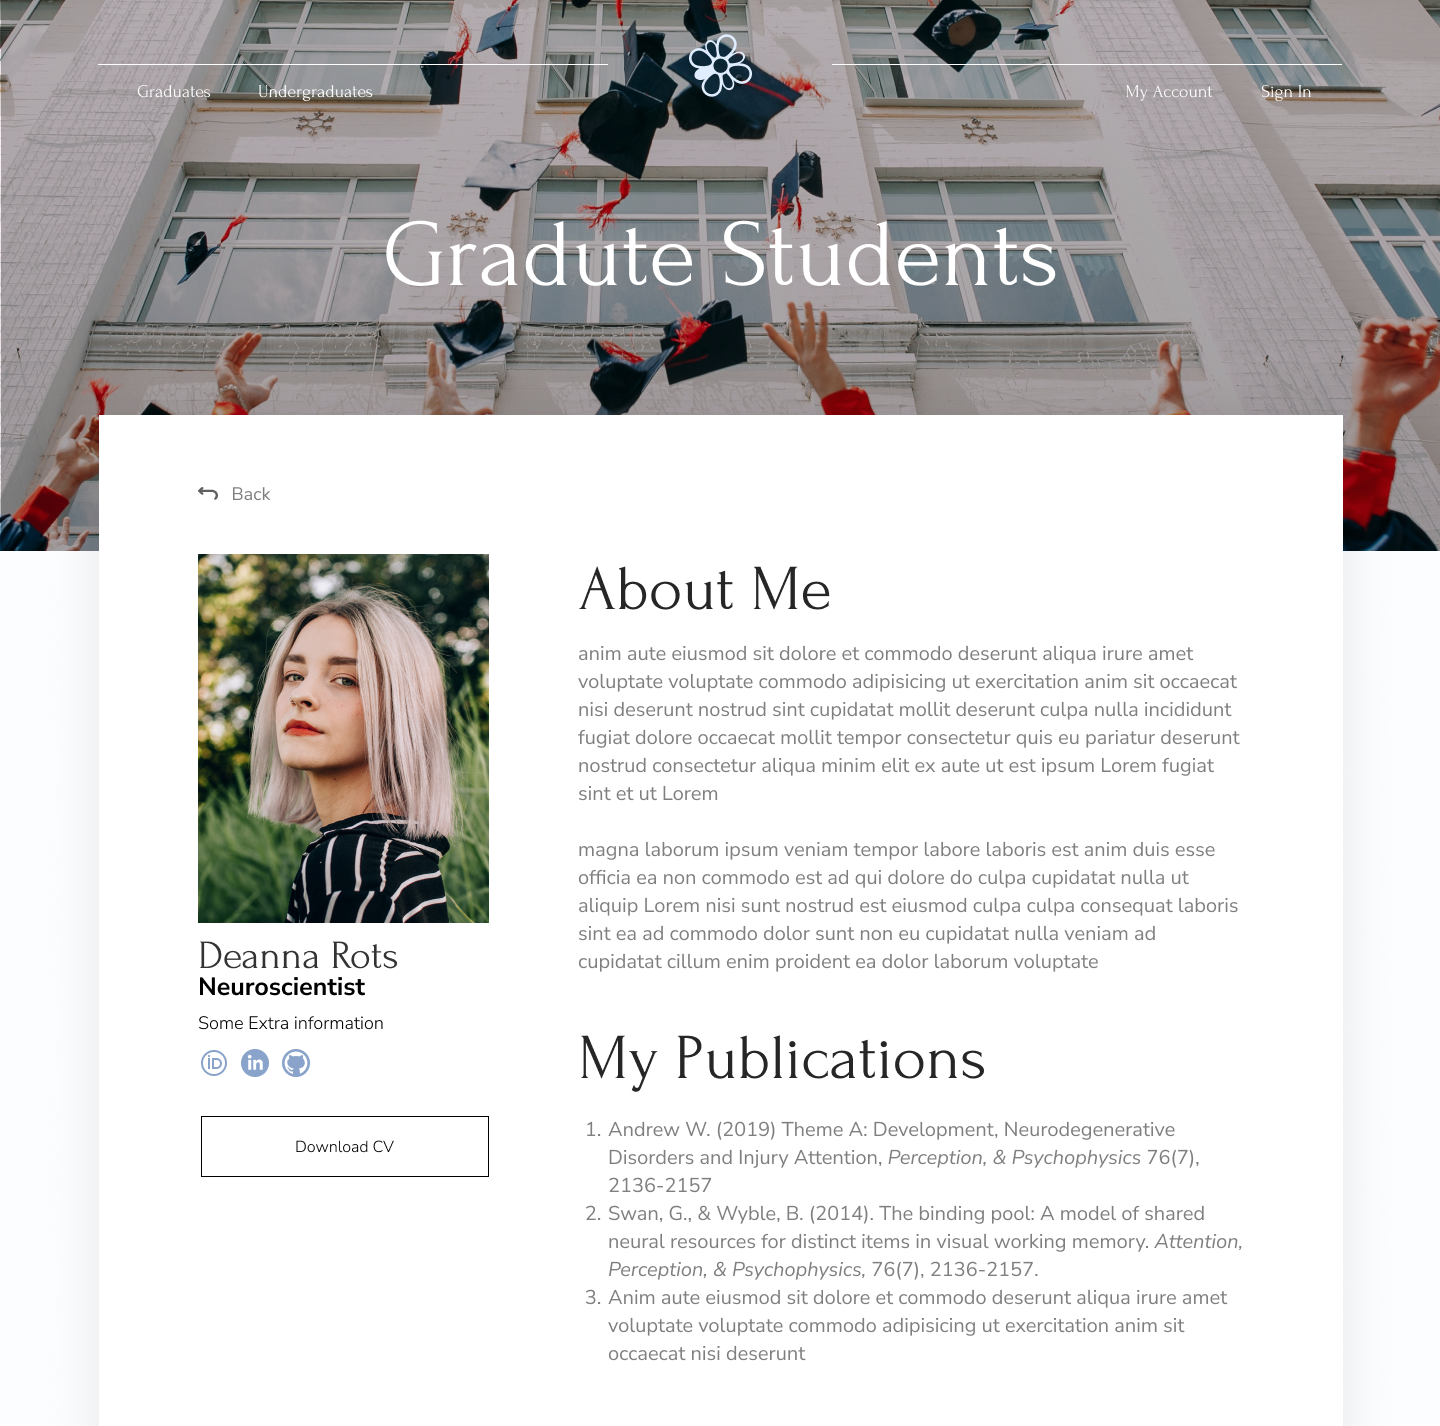 Graduates Undergraduates My Account Sign In
Gradute Students
Back
Deanna Rots
Neuroscientist
Some Extra information
iD in
Download CV
About Me
anim aute eiusmod sit dolore et commodo deserunt aliqua irure amet
voluptate voluptate commodo adipisicing ut exercitation anim sit occaecat
nisi deserunt nostrud sint cupidatat mollit deserunt culpa nulla incididunt
fugiat dolore occaecat mollit tempor consectetur quis eu pariatur deserunt
nostrud consectetur aliqua minim elit ex aute ut est ipsum Lorem fugiat
sint et ut Lorem
magna laborum ipsum veniam tempor labore laboris est anim duis esse
officia ea non commodo est ad qui dolore do culpa cupidatat nulla ut
aliquip Lorem nisi sunt nostrud est eiusmod culpa culpa consequat laboris
sint ea ad commodo dolor sunt non eu cupidatat nulla veniam ad
cupidatat cillum enim proident ea dolor laborum voluptate
My Publications
1. Andrew W. (2019) Theme A: Development, Neurodegenerative
Disorders and Injury Attention, Perception, & Psychophysics 76(7),
2136-2157
2. Swan, G., & Wyble, B. (2014). The binding pool: A model of shared
neural resources for distinct items in visual working memory. Attention,
Perception, & Psychophysics, 76(7), 2136-2157.
3. Anim aute eiusmod sit dolore et commodo deserunt aliqua irure amet
voluptate voluptate commodo adipisicing ut exercitation anim sit
occaecat nisi deserunt